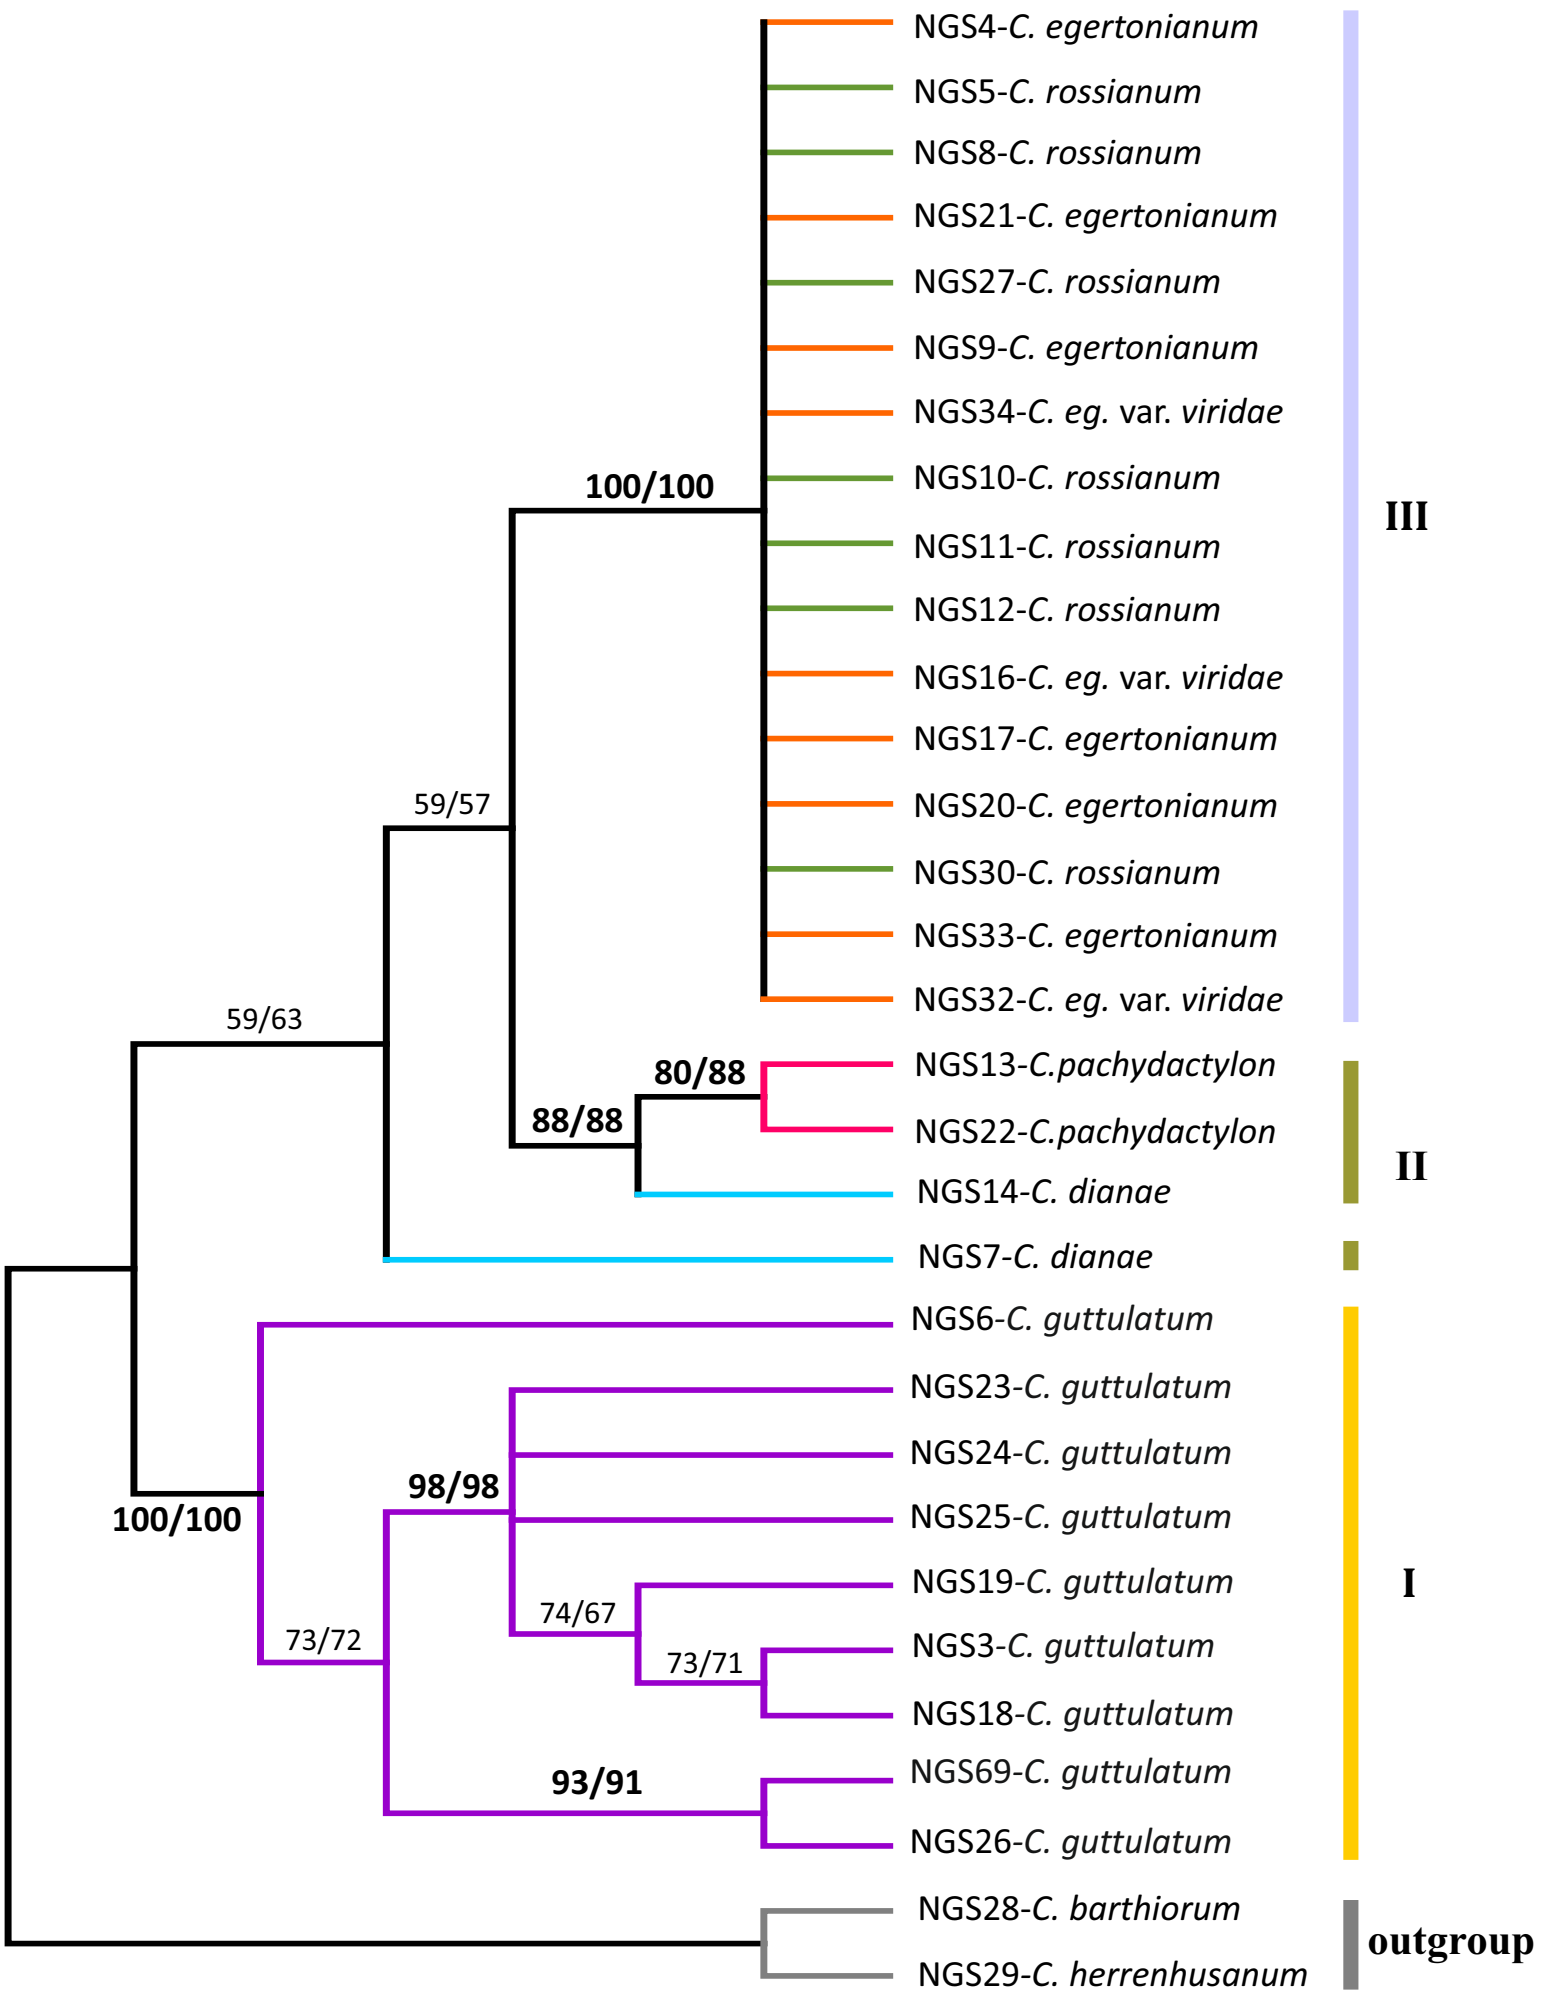 NGS4-C. egertonianum
NGS5-C. rossianum
NGS8-C. rossianum
NGS21-C. egertonianum
NGS27-C. rossianum
NGS9-C. egertonianum
NGS34-C. eg. var. viridae
NGS10-C. rossianum
100/100
III
NGS11-C. rossianum
NGS12-C. rossianum
NGS16-C. eg. var. viridae
NGS17-C. egertonianum
59/57
NGS20-C. egertonianum
NGS30-C. rossianum
NGS33-C. egertonianum
NGS32-C. eg. var. viridae
59/63
NGS13-C.pachydactylon
80/88
88/88
NGS22-C.pachydactylon
II
NGS14-C. dianae
NGS7-C. dianae
NGS6-C. guttulatum
NGS23-C. guttulatum
NGS24-C. guttulatum
98/98
100/100
NGS25-C. guttulatum
NGS19-C. guttulatum
I
74/67
73/72
NGS3-C. guttulatum
73/71
NGS18-C. guttulatum
NGS69-C. guttulatum
93/91
NGS26-C. guttulatum
NGS28-C. barthiorum
outgroup
NGS29-C. herrenhusanum